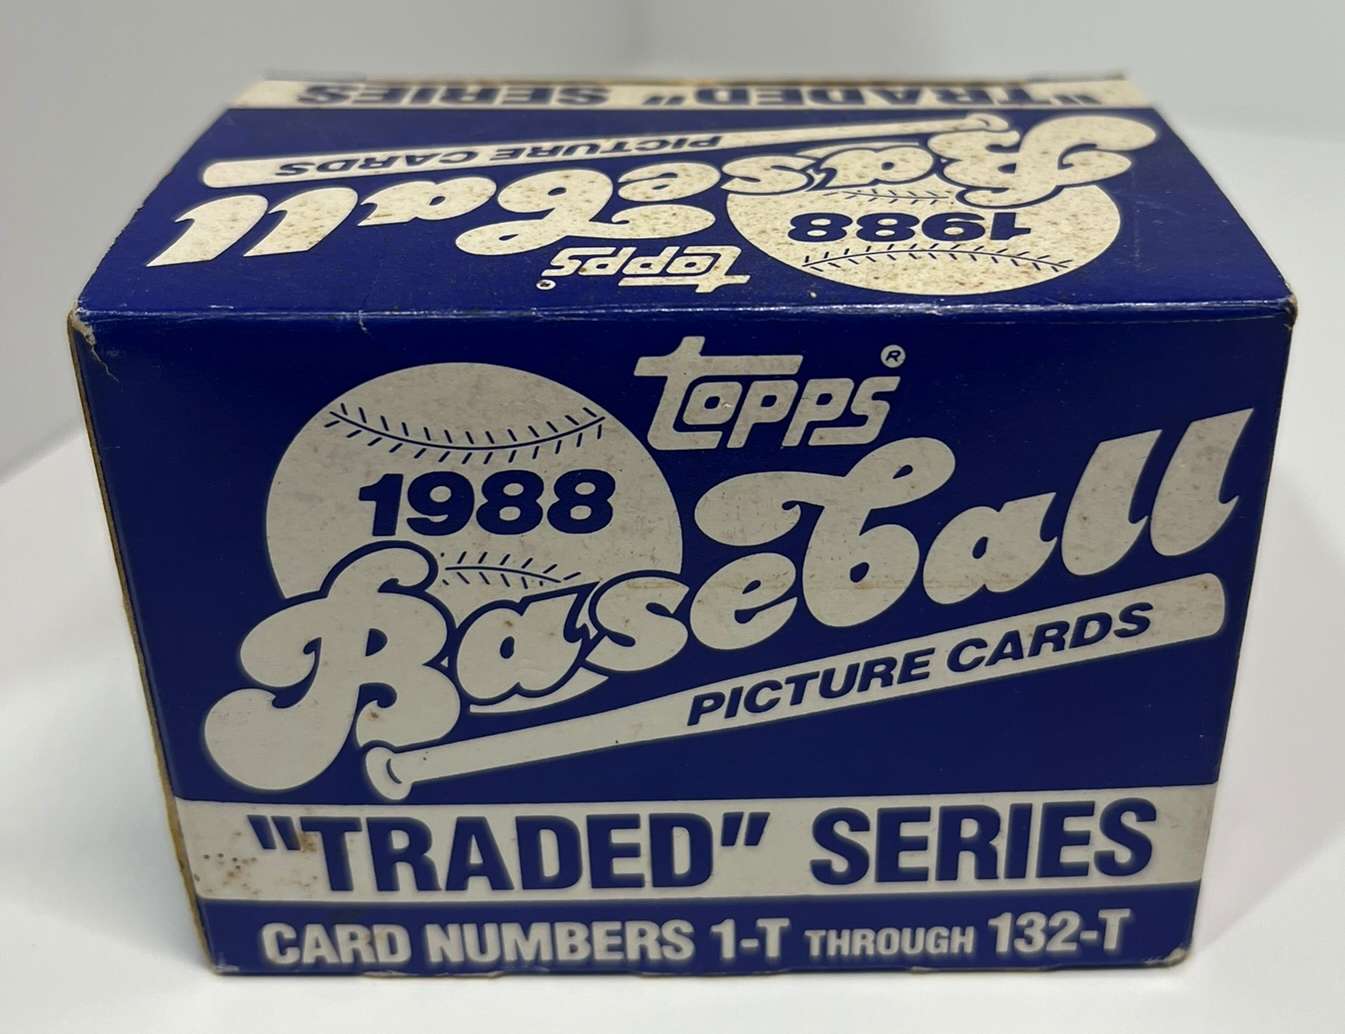 "TRADED" SERIES
PICTURE CARDS
Baseball
1988
TOPPS
TOPPS®
1988
Baseball
PICTURE CARDS
"TRADED" SERIES
CARD NUMBERS 1-T THROUGH 132-T